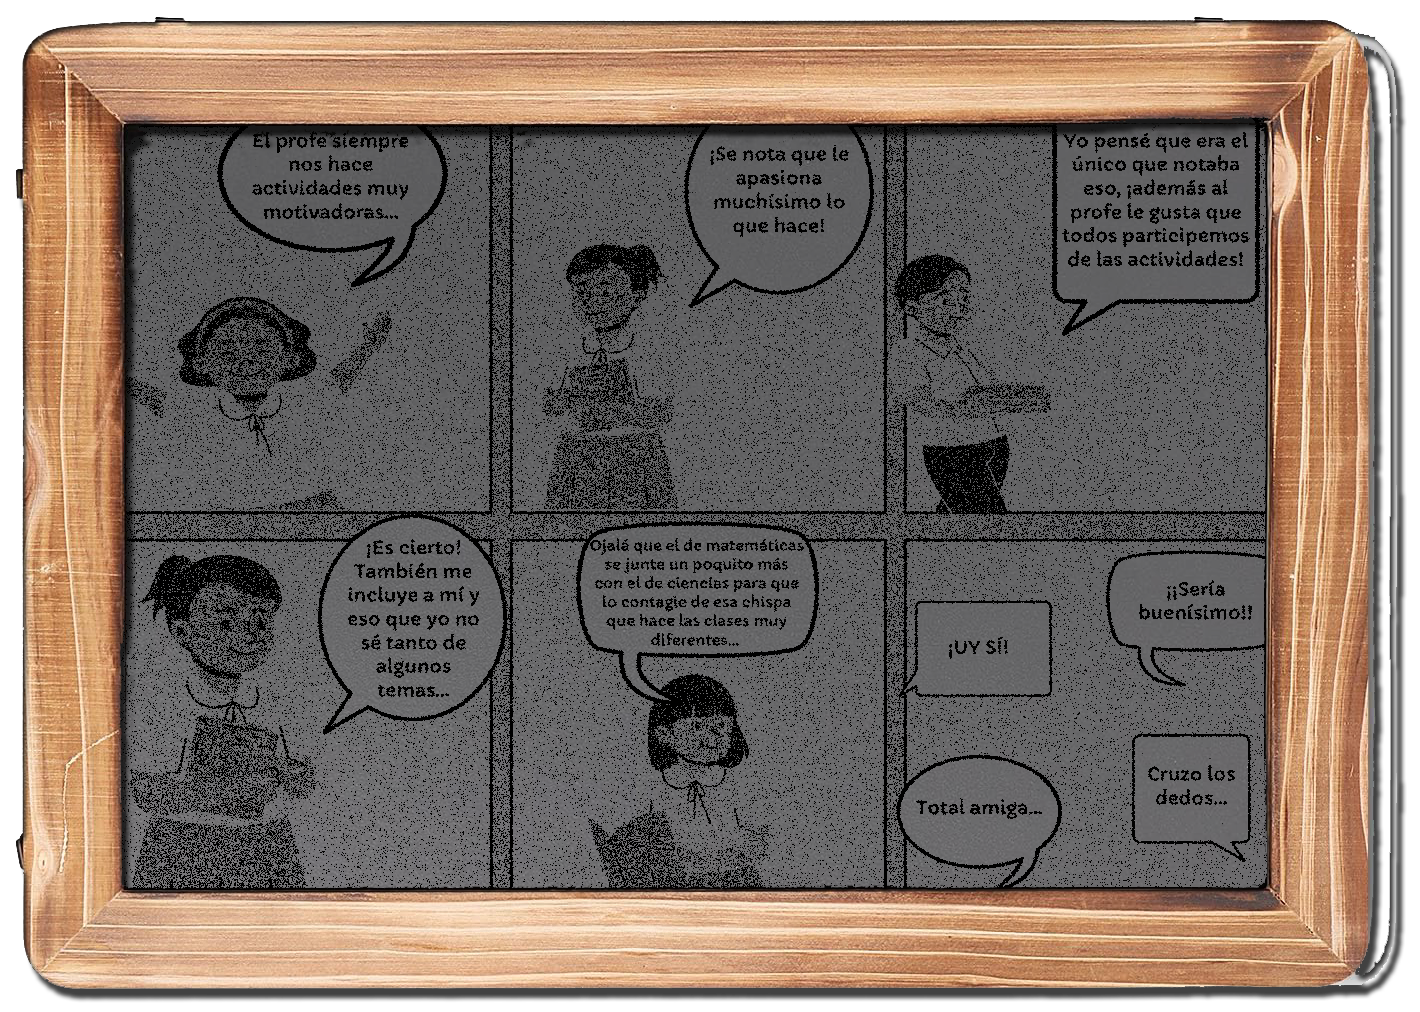 El profe siempre
nos hace
actividades muy
motivadoras...
¡Se nota que le
apasiona
muchísimo lo
que hace!
Yo pensé que era el
único que notaba
eso, ¡además al
profe le gusta que
todos participemos
de las actividades!
¡Es cierto!
También me
incluye a mí y
eso que yo no
sé tanto de
algunos
temas...
Ojalá que el de matemáticas
se junte un poquito más
con el de ciencias para que
lo contagie de esa chispa
que hace las clases muy
diferentes...
¡UY SÍ!
¡¡Sería
buenísimo!!
Total amiga...
Cruzo los
dedos...